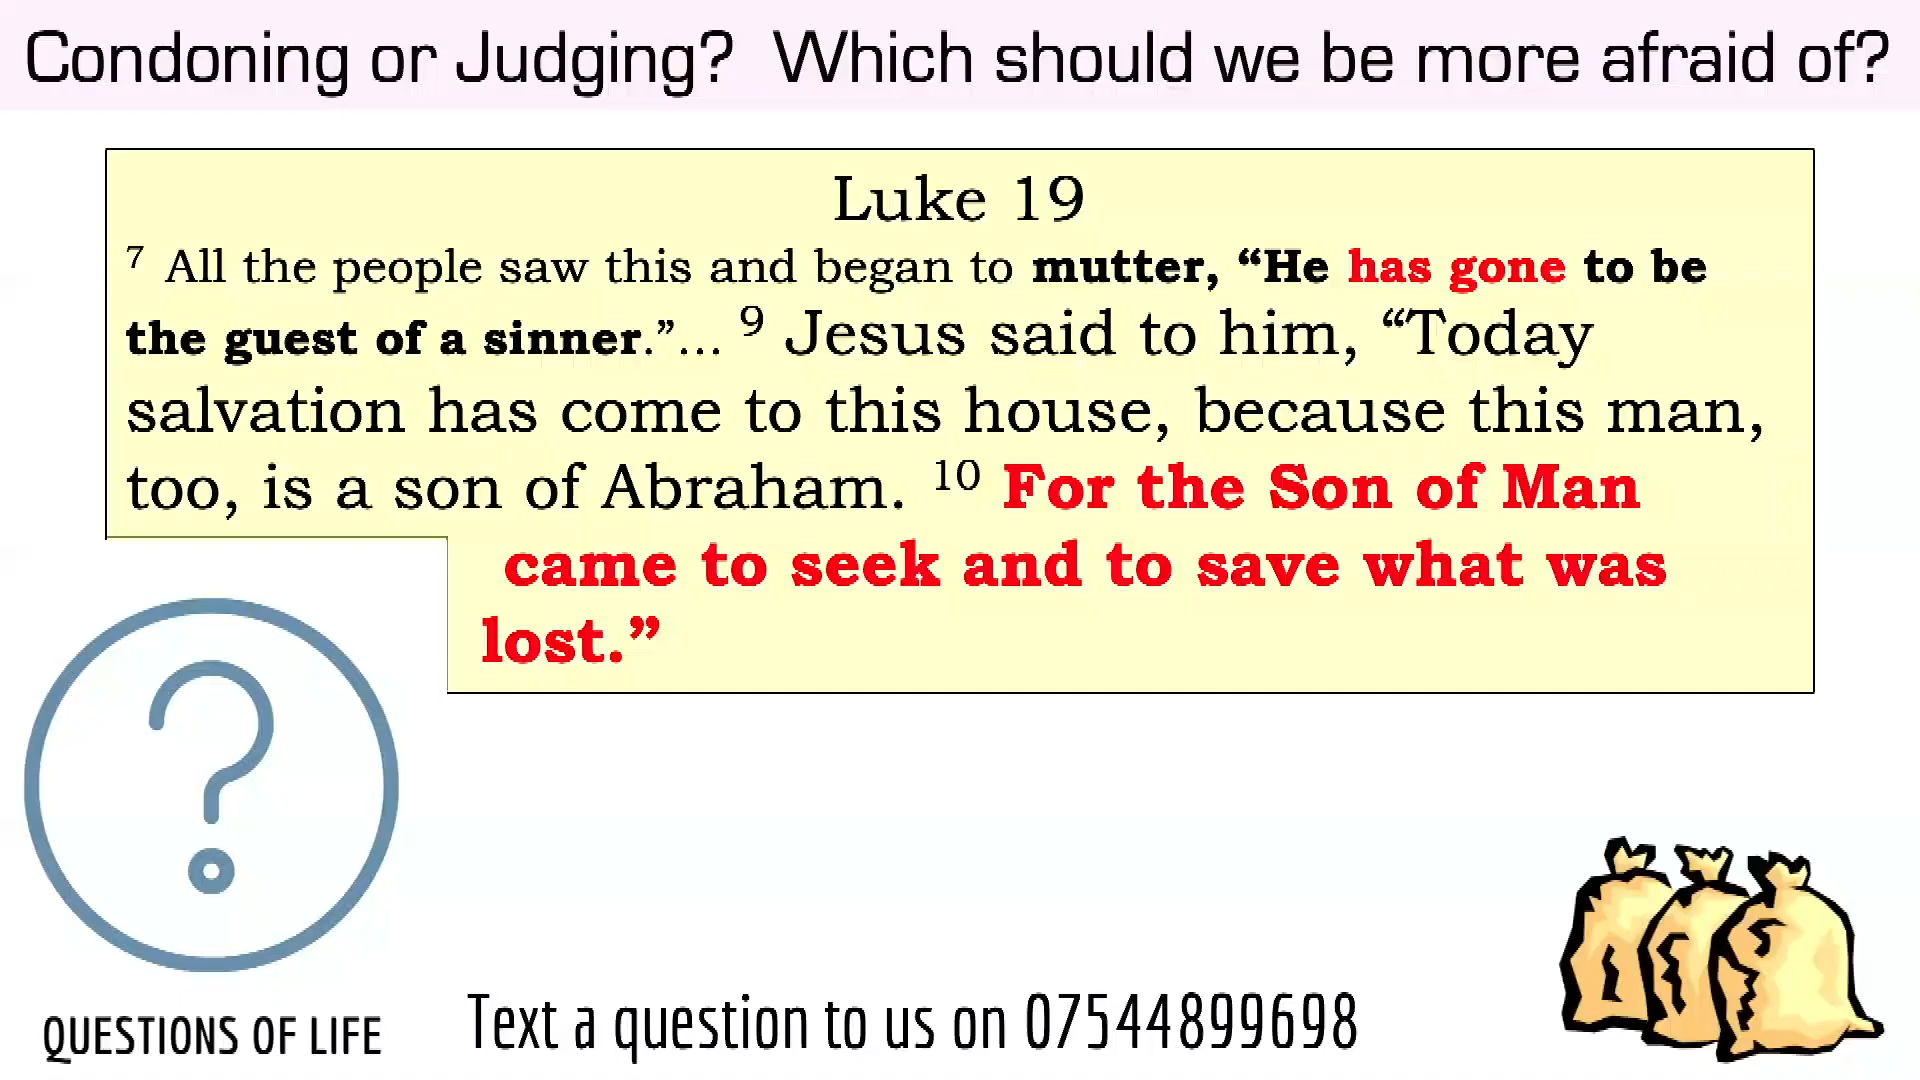 Condoning or Judging? Which should we be more afraid of?
Luke 19
7 All the people saw this and began to mutter, “He has gone to be
the guest of a sinner.”... 9 Jesus said to him, “Today
salvation has come to this house, because this man,
too, is a son of Abraham. 10 For the Son of Man
came to seek and to save what was
lost.”
QUESTIONS OF LIFE
Text a question to us on 07544899698